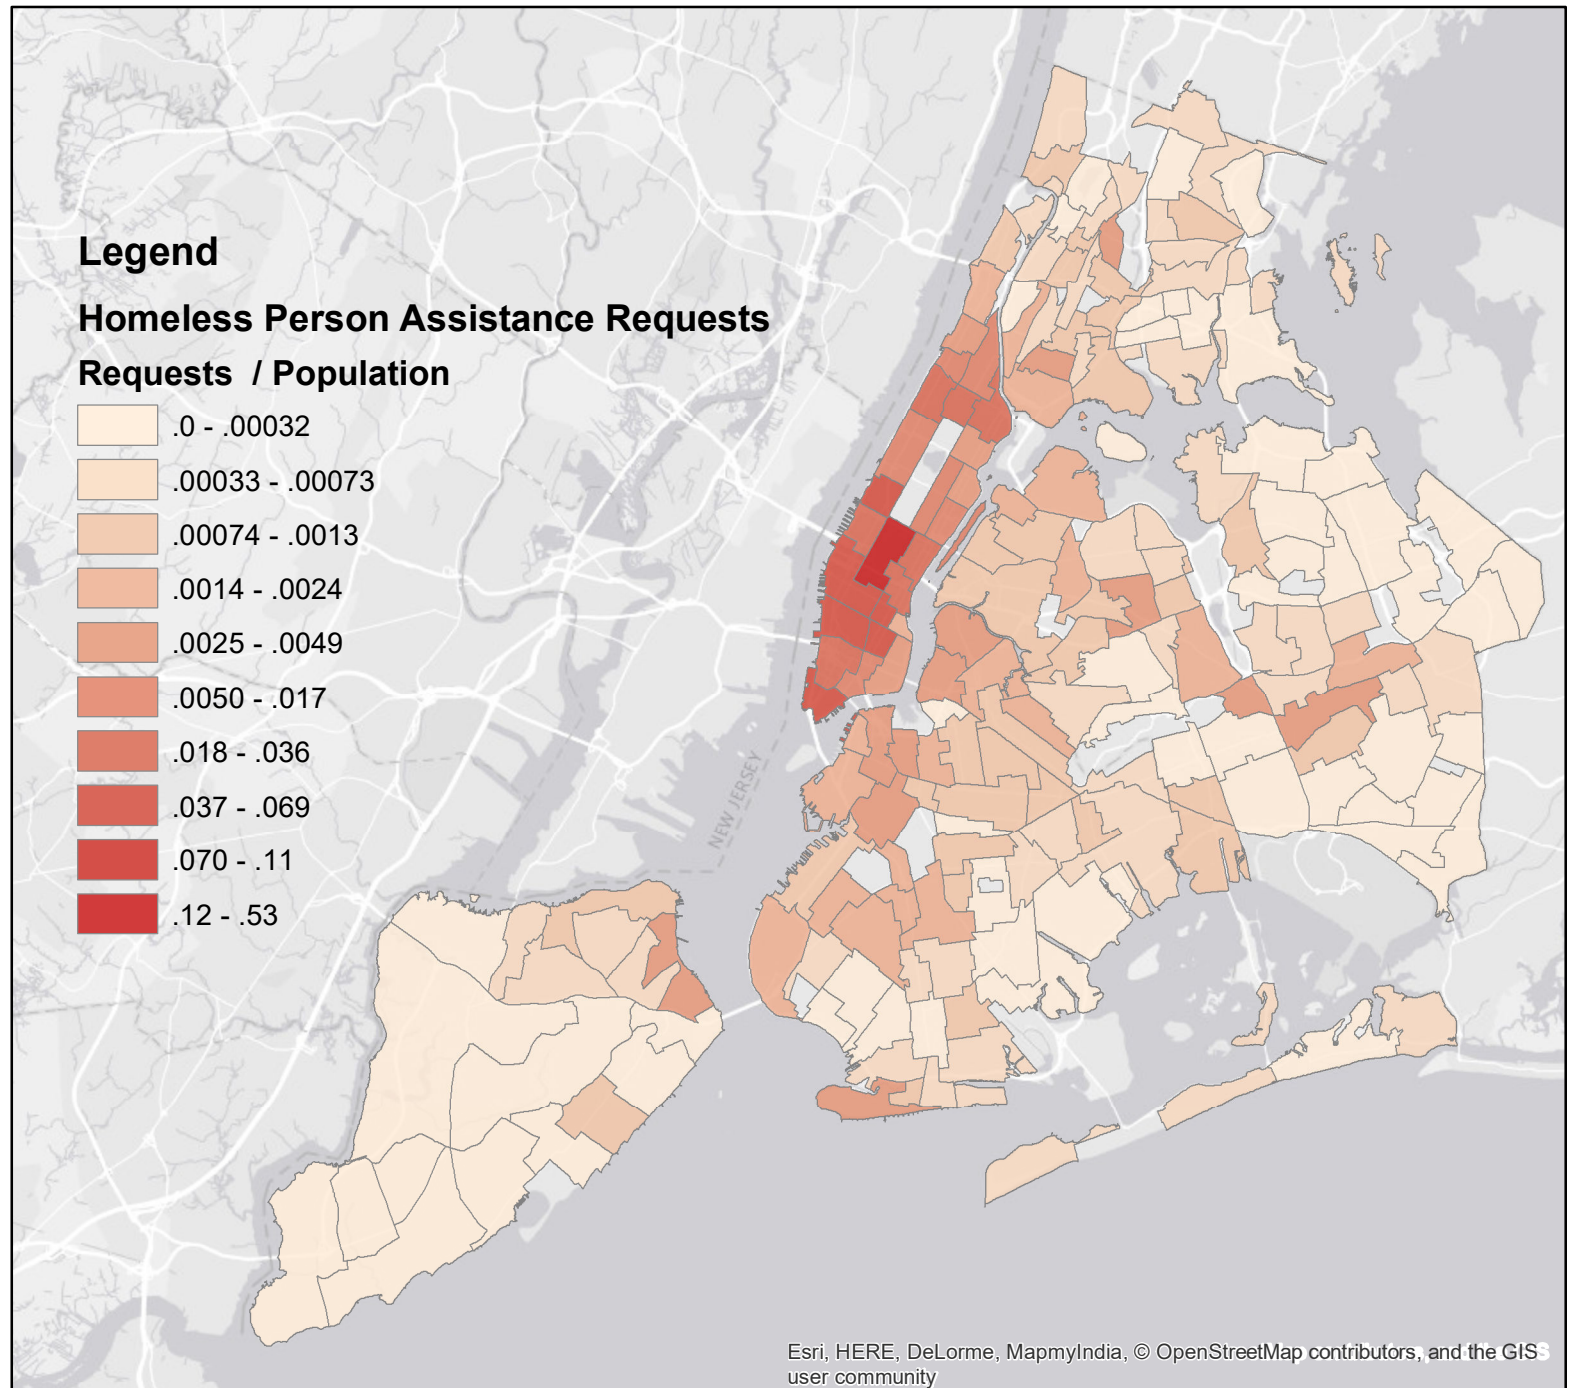 Legend
Homeless Person Assistance Requests
Requests / Population
.0 - .00032
.00033 - .00073
.00074 - .0013
.0014 - .0024
.0025 - .0049
.0050 - .017
.018 - .036
.037 - .069
.070 - .11
.12 - .53
NEW JERSEY
Esri, HERE, DeLorme, MapmyIndia, © OpenStreetMap contributors, and the GIS
user community